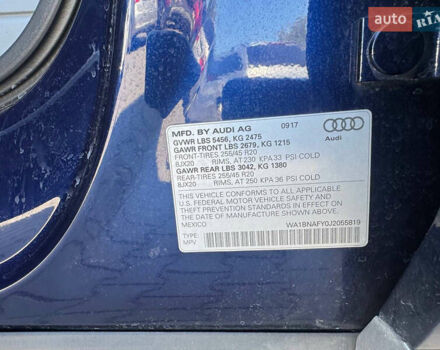 auto.RIA.com
MFD. BY AUDI AG 0917
GVWR LBS 5456, KG 2475
GAWR FRONT LBS 2679, KG 1215
FRONT-TIRES 255/45 R20
8JX20 RIMS, AT 230 KPA 33 PSI COLD
GAWR REAR LBS 3042, KG 1380
REAR-TIRES 255/45 R20
8JX20 RIMS, AT 250 KPA 36 PSI COLD
THIS VEHICLE CONFORMS TO ALL APPLICABLE
U.S. FEDERAL MOTOR VEHICLE SAFETY AND
THEFT PREVENTION STANDARDS IN EFFECT
ON THE DATE OF MANUFACTURE SHOWN ABOVE.
MEXICO WA1BNAFY0J2055819
TYPE:
MPV
Audi